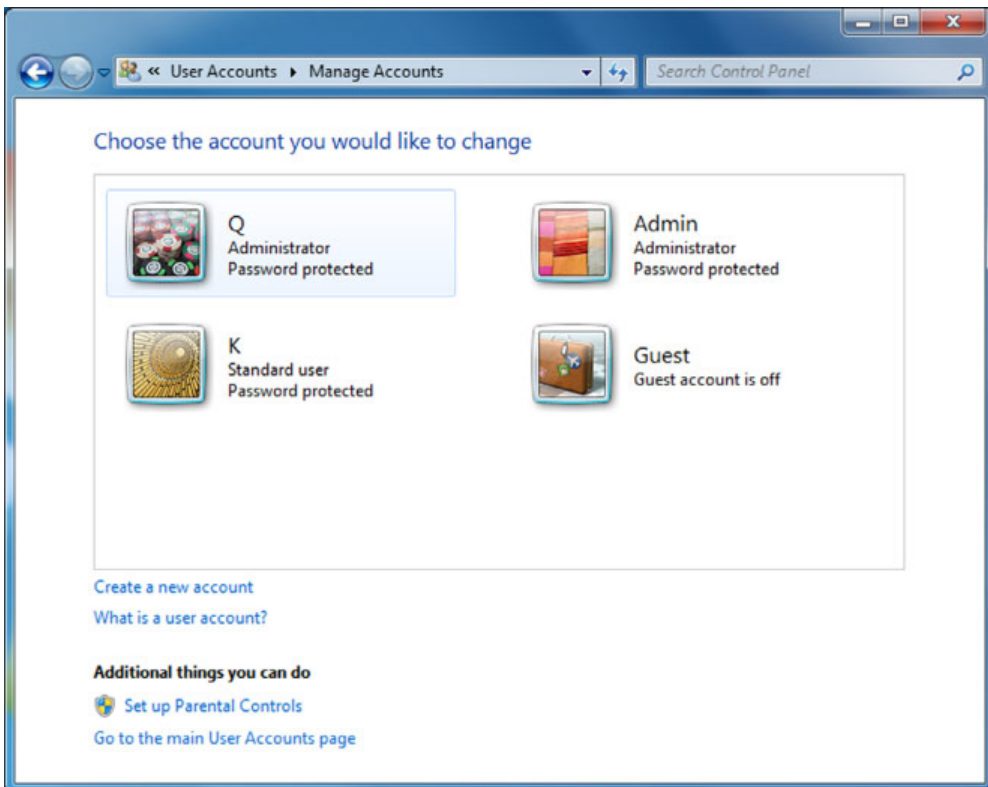 « User Accounts ▸ Manage Accounts
Search Control Panel
Choose the account you would like to change
Q
Administrator
Password protected
Admin
Administrator
Password protected
K
Standard user
Password protected
Guest
Guest account is off
Create a new account
What is a user account?
Additional things you can do
Set up Parental Controls
Go to the main User Accounts page